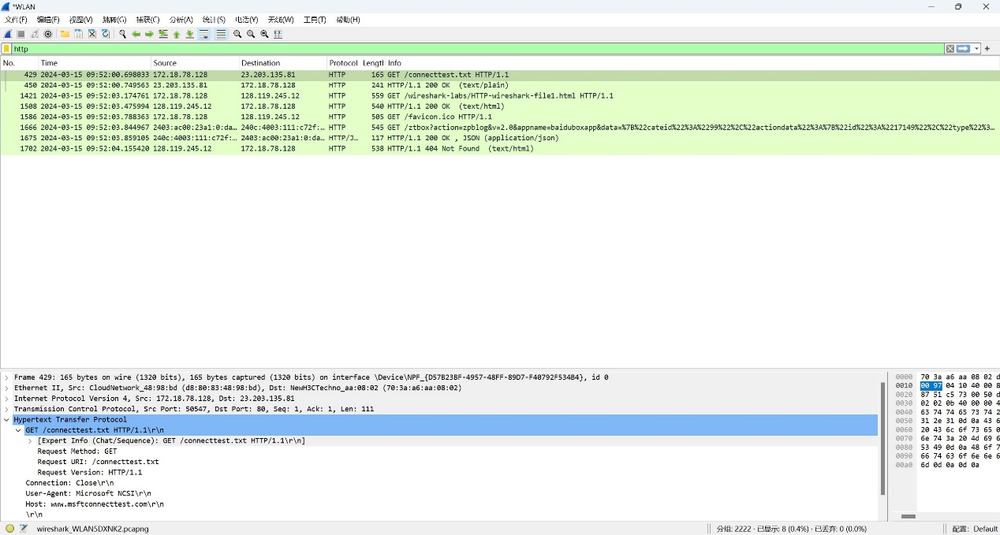 *WLAN
文件(F) 编辑(E) 视图(V) 跳转(G) 捕获(C) 分析(A) 统计(S) 电话(Y) 无线(W) 工具(T) 帮助(H)
http
No. Time Source Destination Protocol Lengtl Info
429 2024-03-15 09:52:00.698033 172.18.78.128 23.203.135.81 HTTP 165 GET /connecttest.txt HTTP/1.1
450 2024-03-15 09:52:00.749563 23.203.135.81 172.18.78.128 HTTP 241 HTTP/1.1 200 OK (text/plain)
1421 2024-03-15 09:52:03.174761 172.18.78.128 128.119.245.12 HTTP 559 GET /wireshark-labs/HTTP-wireshark-file1.html HTTP/1.1
1508 2024-03-15 09:52:03.475994 128.119.245.12 172.18.78.128 HTTP 540 HTTP/1.1 200 OK (text/html)
1586 2024-03-15 09:52:03.788363 172.18.78.128 128.119.245.12 HTTP 505 GET /favicon.ico HTTP/1.1
1666 2024-03-15 09:52:03.844967 2403:ac00:23a1:0:da… 240c:4003:111:c72f:… HTTP 545 GET /ztbox?action=zpblog&v=2.0&appname=baiduboxapp&data=%7B%22cateid%22%3A%2299%22%2C%22actiondata%22%3A%7B%22id%22%3A%2217149%22%2C%22type%22%3…
1675 2024-03-15 09:52:03.859105 240c:4003:111:c72f:… 2403:ac00:23a1:0:da… HTTP/J… 117 HTTP/1.1 200 OK , JSON (application/json)
1702 2024-03-15 09:52:04.155420 128.119.245.12 172.18.78.128 HTTP 538 HTTP/1.1 404 Not Found (text/html)
Frame 429: 165 bytes on wire (1320 bits), 165 bytes captured (1320 bits) on interface \Device\NPF_{D57B23BF-4957-48FF-89D7-F40792F534B4}, id 0
Ethernet II, Src: CloudNetwork_48:98:bd (d8:80:83:48:98:bd), Dst: NewH3CTechno_aa:08:02 (70:3a:a6:aa:08:02)
Internet Protocol Version 4, Src: 172.18.78.128, Dst: 23.203.135.81
Transmission Control Protocol, Src Port: 50547, Dst Port: 80, Seq: 1, Ack: 1, Len: 111
Hypertext Transfer Protocol
GET /connecttest.txt HTTP/1.1\r\n
[Expert Info (Chat/Sequence): GET /connecttest.txt HTTP/1.1\r\n]
Request Method: GET
Request URI: /connecttest.txt
Request Version: HTTP/1.1
Connection: Close\r\n
User-Agent: Microsoft NCSI\r\n
Host: www.msftconnecttest.com\r\n
\r\n
0000 70 3a a6 aa 08 02 d
0010 00 97 04 10 40 00 8
0020 87 51 c5 73 00 50 d
0030 02 02 0b 40 00 00 4
0040 63 74 74 65 73 74 2
0050 31 2e 31 0d 0a 43 6
0060 20 43 6c 6f 73 65 0
0070 6e 74 3a 20 4d 69 6
0080 53 49 0d 0a 48 6f 7
0090 66 74 63 6f 6e 6e 6
00a0 6d 0d 0a 0d 0a
wireshark_WLAN5DXNK2.pcapng
分组: 2222 · 已显示: 8 (0.4%) · 已丢弃: 0 (0.0%)
配置: Default